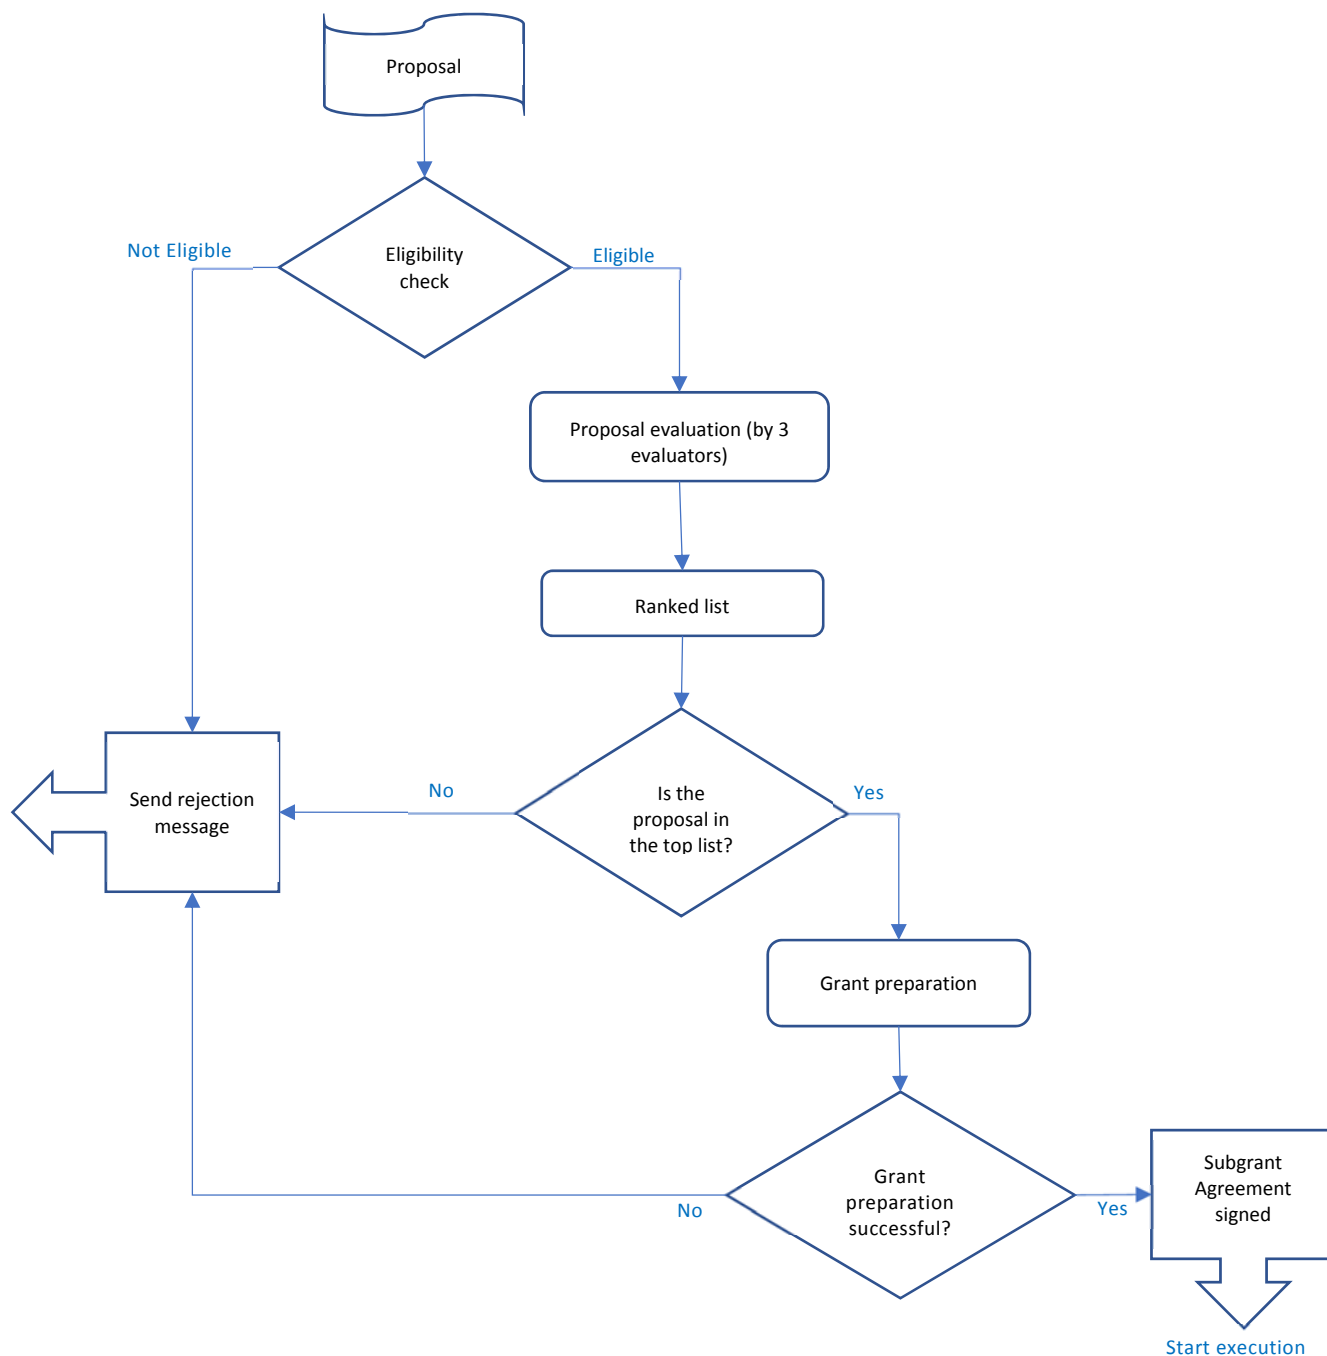 Proposal
Not Eligible
Eligibility
check
Eligible
Proposal evaluation (by 3
evaluators)
Ranked list
Send rejection
message
No
Is the
proposal in
the top list?
Yes
Grant preparation
No
Grant
preparation
successful?
Yes
Subgrant
Agreement
signed
Start execution